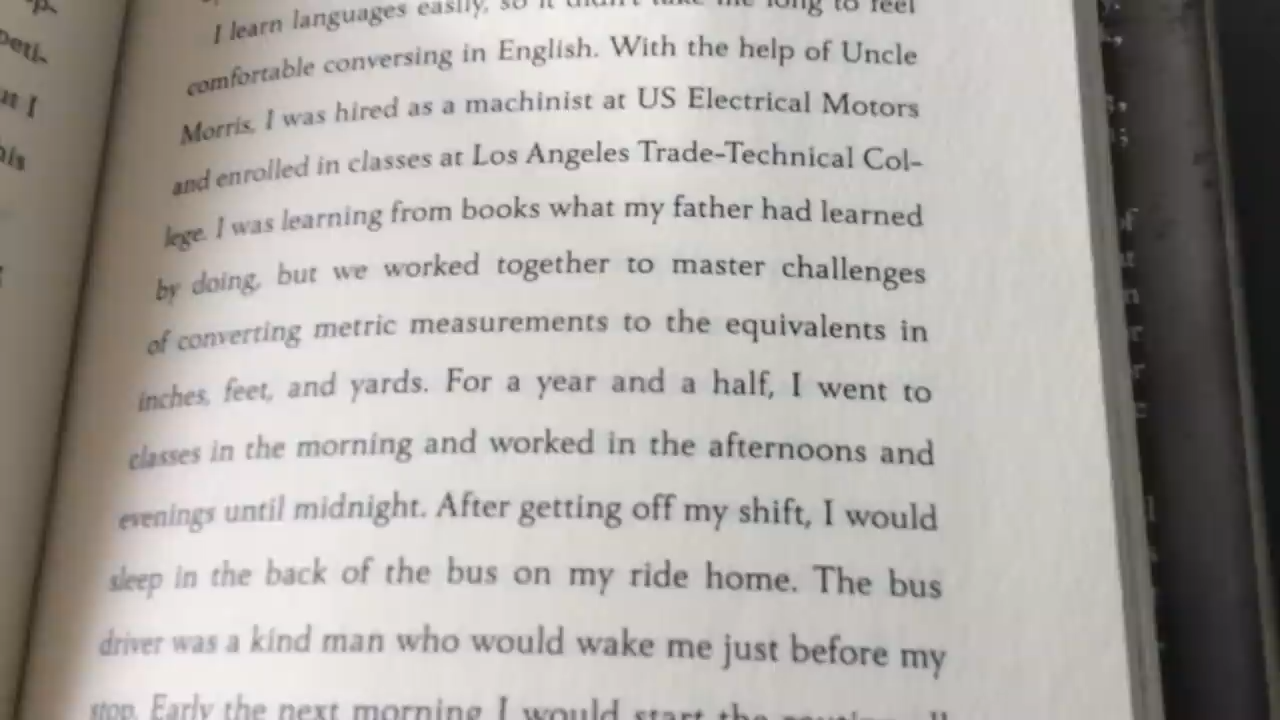 I learn languages easily, so it didn't take me long to feel
comfortable conversing in English. With the help of Uncle
Morris, I was hired as a machinist at US Electrical Motors
and enrolled in classes at Los Angeles Trade-Technical Col-
lege. I was learning from books what my father had learned
by doing, but we worked together to master challenges
of converting metric measurements to the equivalents in
inches, feet, and yards. For a year and a half, I went to
classes in the morning and worked in the afternoons and
evenings until midnight. After getting off my shift, I would
sleep in the back of the bus on my ride home. The bus
driver was a kind man who would wake me just before my
stop. Early the next morning I would start the